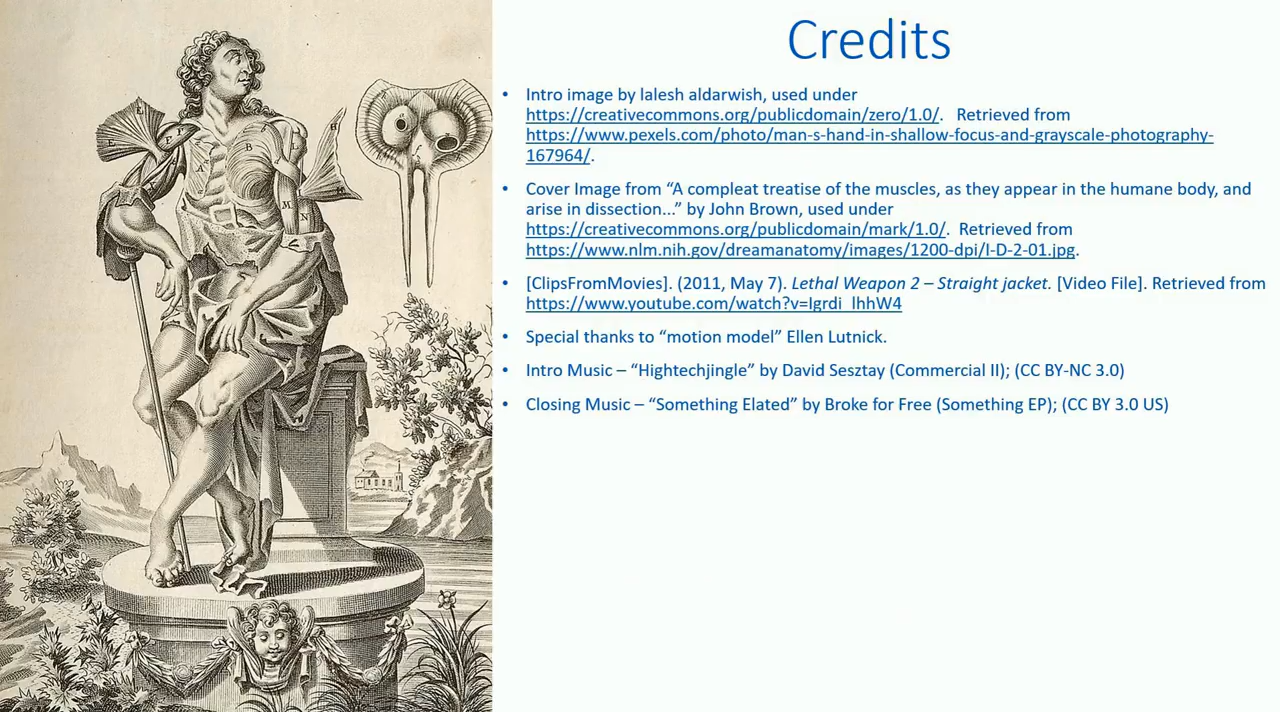 Credits
• Intro image by lalesh aldarwish, used under
https://creativecommons.org/publicdomain/zero/1.0/. Retrieved from
https://www.pexels.com/photo/man-s-hand-in-shallow-focus-and-grayscale-photography-
167964/.
• Cover Image from “A compleat treatise of the muscles, as they appear in the humane body, and
arise in dissection...” by John Brown, used under
https://creativecommons.org/publicdomain/mark/1.0/. Retrieved from
https://www.nlm.nih.gov/dreamanatomy/images/1200-dpi/I-D-2-01.jpg.
• [ClipsFromMovies]. (2011, May 7). Lethal Weapon 2 – Straight jacket. [Video File]. Retrieved from
https://www.youtube.com/watch?v=Igrdi_lhhW4
• Special thanks to “motion model” Ellen Lutnick.
• Intro Music – “Hightechjingle” by David Sesztay (Commercial II); (CC BY-NC 3.0)
• Closing Music – “Something Elated” by Broke for Free (Something EP); (CC BY 3.0 US)